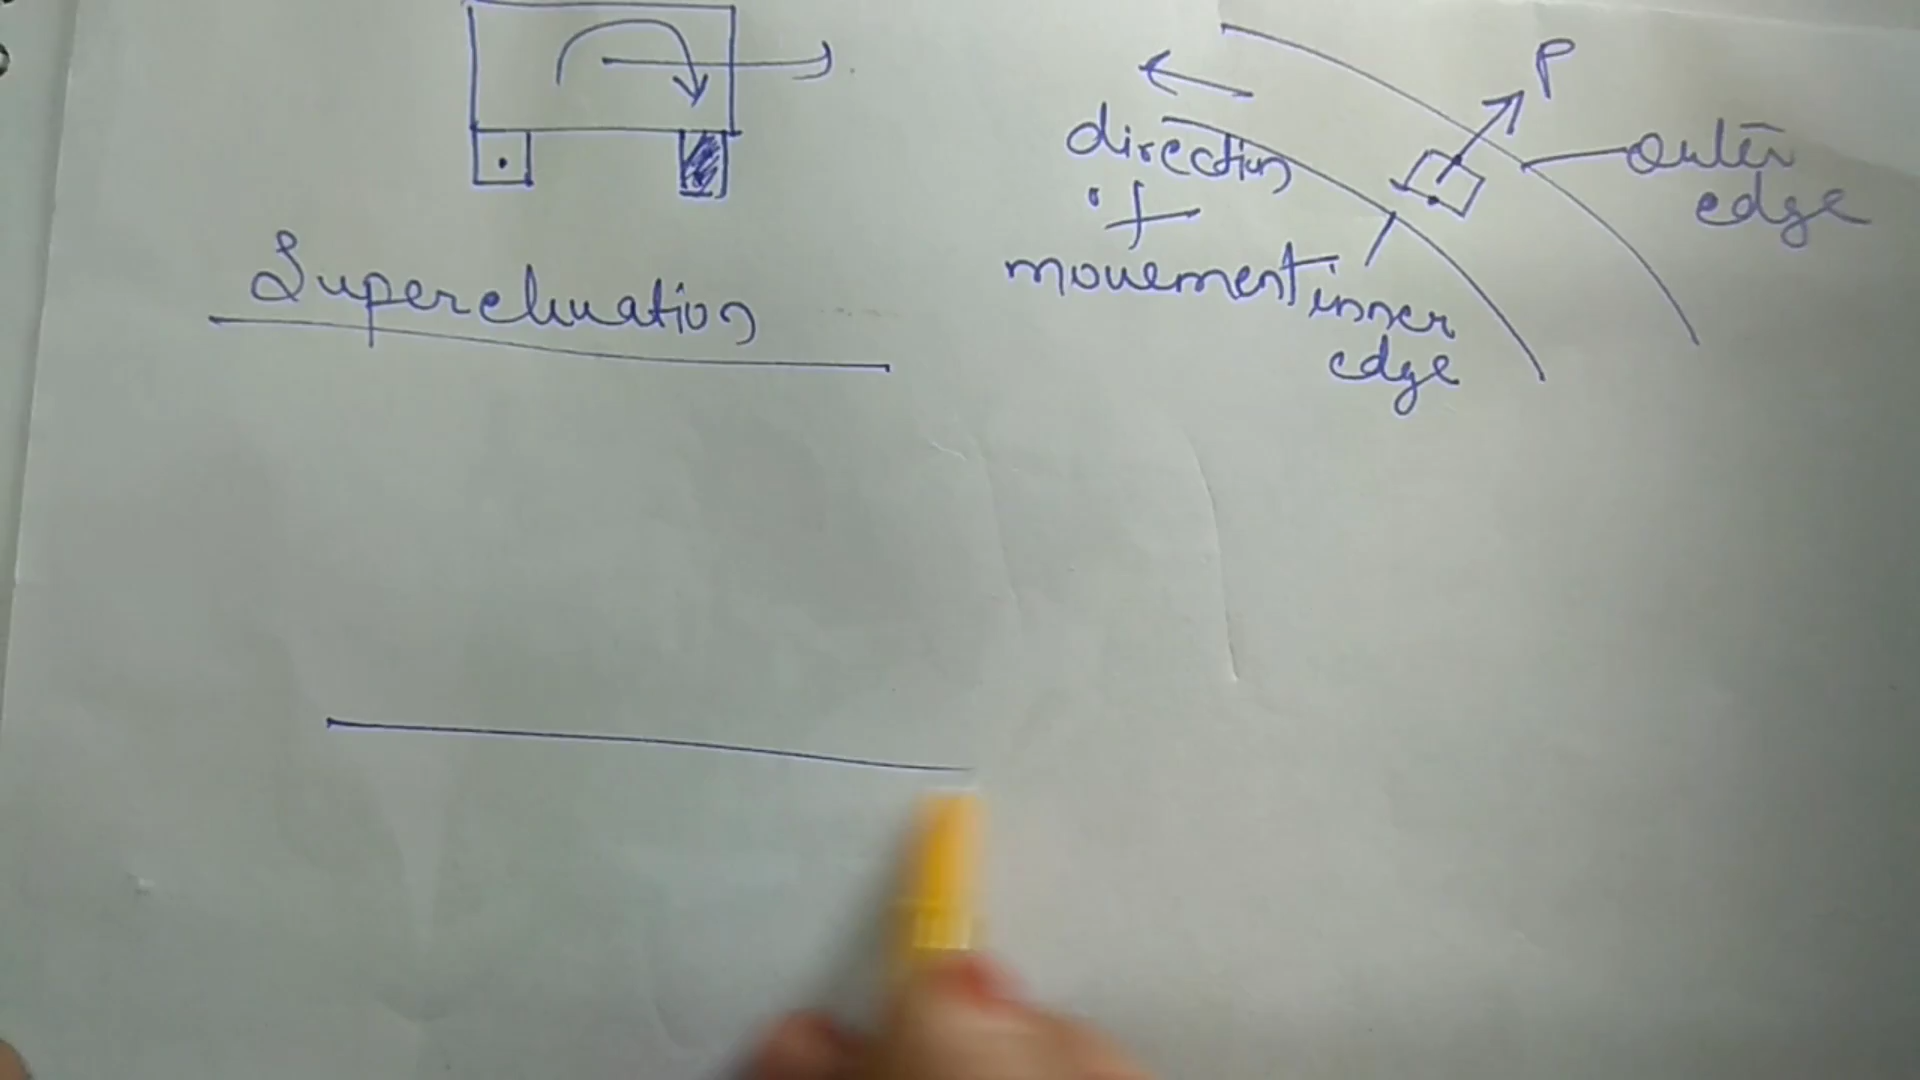 P
direction
of
movement
outer
edge
inner
edge
Superelevation